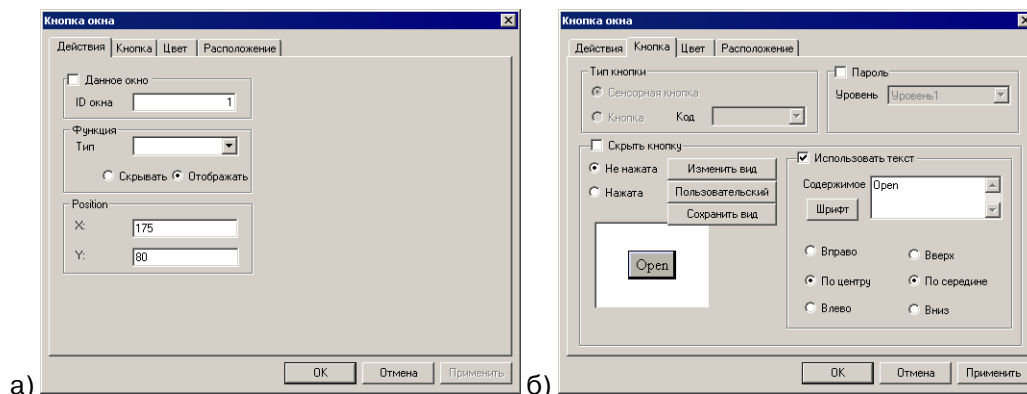 Кнопка окна
Действия Кнопка Цвет Расположение
Данное окно
ID окна 1
Функция
Тип
Скрывать Отображать
Position
X: 175
Y: 80
OK Отмена Применить
а)
Кнопка окна
Действия Кнопка Цвет Расположение
Тип кнопки
Сенсорная кнопка
Кнопка Код
Пароль
Уровень Уровень1
Скрыть кнопку
Не нажата Изменить вид
Нажата Пользовательский
Сохранить вид
Open
Использовать текст
Содержимое Open
Шрифт
Вправо Вверх
По центру По середине
Влево Вниз
OK Отмена Применить
б)